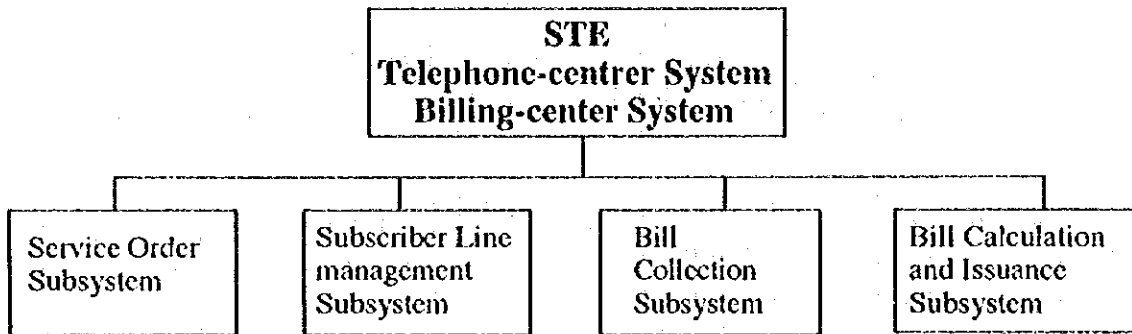 STE
Telephone-centrer System
Billing-center System
Service Order
Subsystem
Subscriber Line
management
Subsystem
Bill
Collection
Subsystem
Bill Calculation
and Issuance
Subsystem